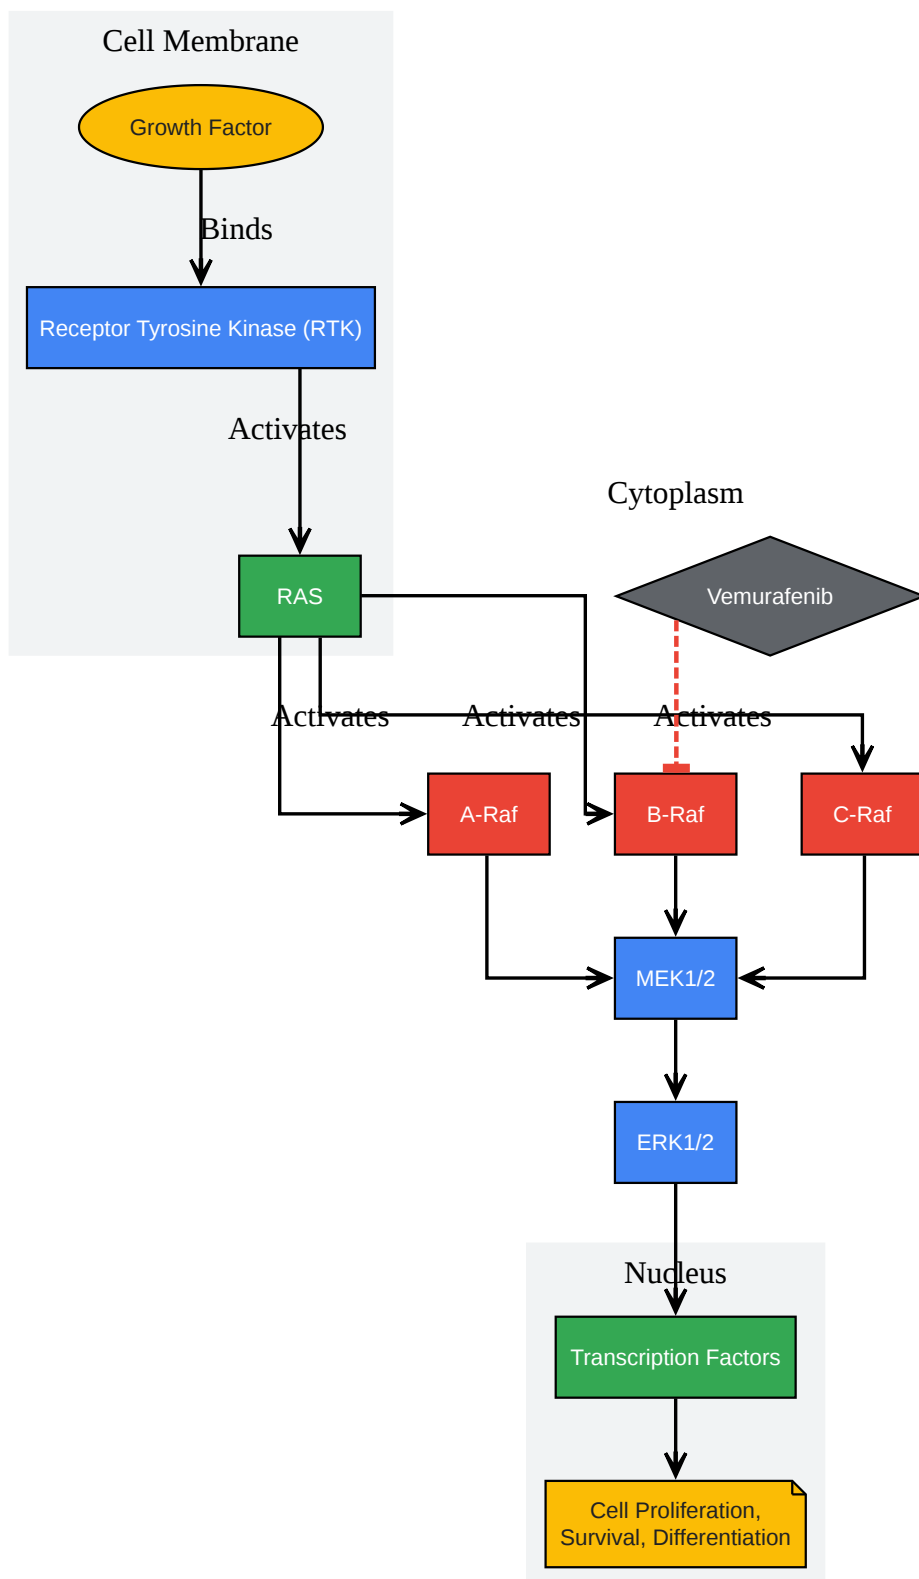 Cell Membrane
Growth Factor
Binds
Receptor Tyrosine Kinase (RTK)
Activates
Cytoplasm
RAS
Vemurafenib
Activates
Activates
Activates
A-Raf
B-Raf
C-Raf
MEK1/2
ERK1/2
Nucleus
Transcription Factors
Cell Proliferation,
Survival, Differentiation